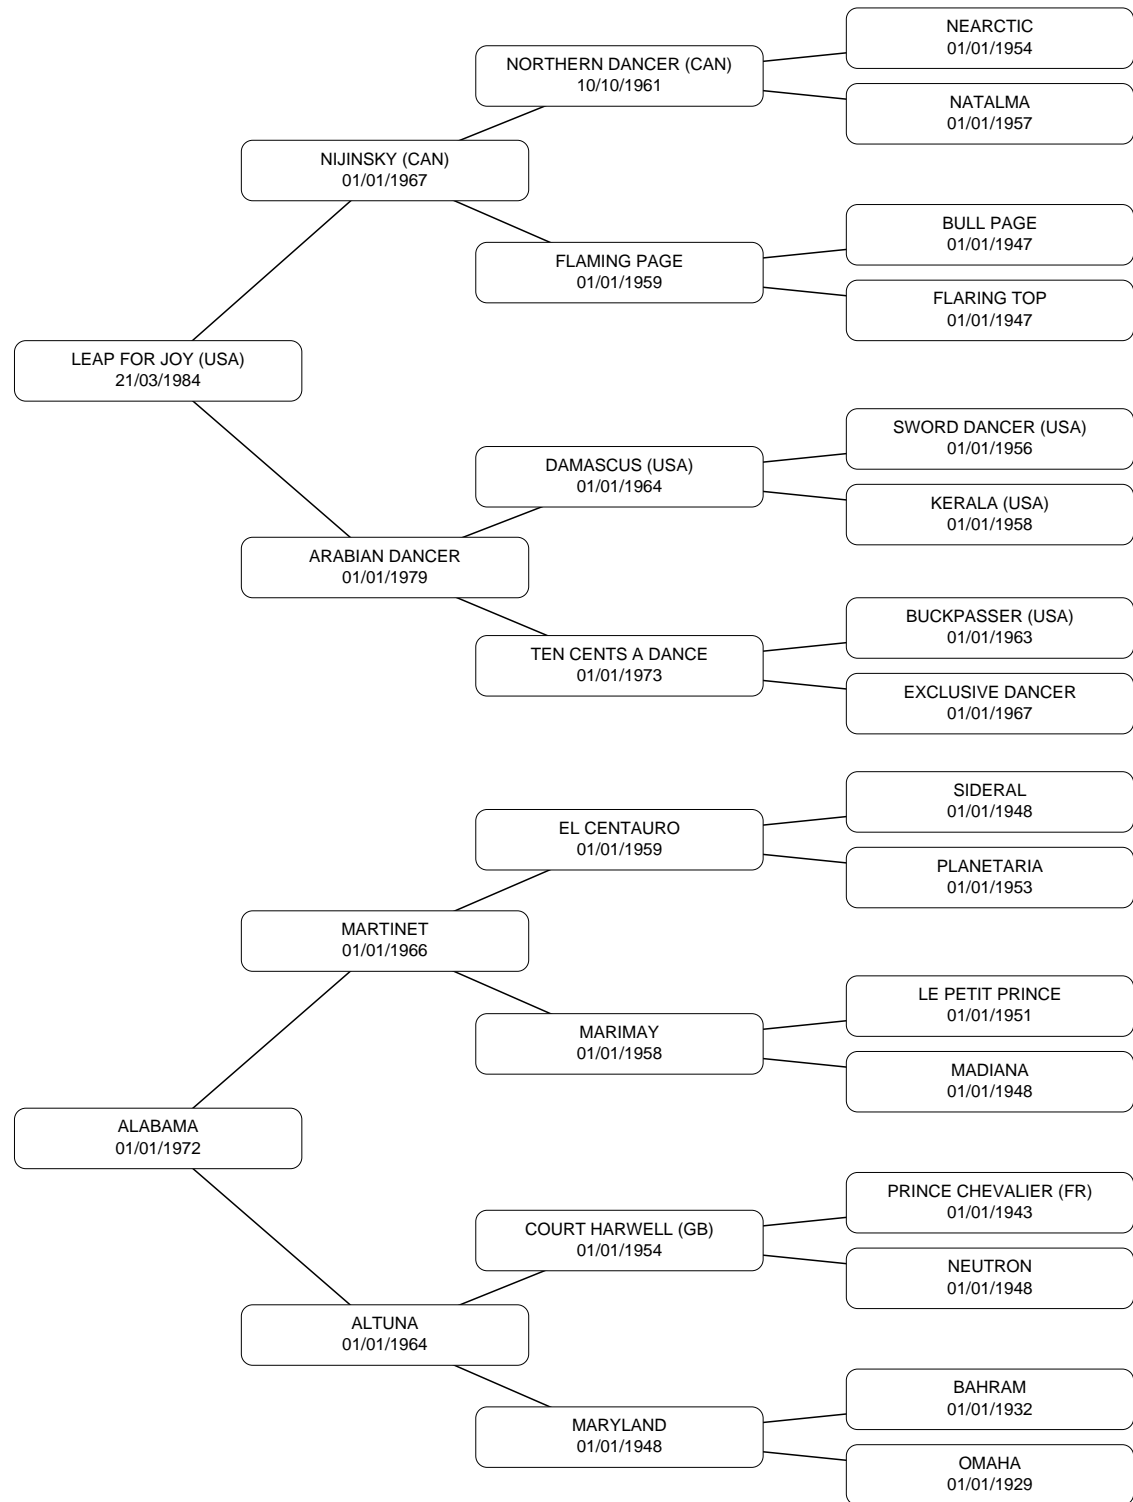 NEARCTIC
01/01/1954
NORTHERN DANCER (CAN)
10/10/1961
NATALMA
01/01/1957
NIJINSKY (CAN)
01/01/1967
BULL PAGE
01/01/1947
FLAMING PAGE
01/01/1959
FLARING TOP
01/01/1947
LEAP FOR JOY (USA)
21/03/1984
SWORD DANCER (USA)
01/01/1956
DAMASCUS (USA)
01/01/1964
KERALA (USA)
01/01/1958
ARABIAN DANCER
01/01/1979
BUCKPASSER (USA)
01/01/1963
TEN CENTS A DANCE
01/01/1973
EXCLUSIVE DANCER
01/01/1967
SIDERAL
01/01/1948
EL CENTAURO
01/01/1959
PLANETARIA
01/01/1953
MARTINET
01/01/1966
LE PETIT PRINCE
01/01/1951
MARIMAY
01/01/1958
MADIANA
01/01/1948
ALABAMA
01/01/1972
PRINCE CHEVALIER (FR)
01/01/1943
COURT HARWELL (GB)
01/01/1954
NEUTRON
01/01/1948
ALTUNA
01/01/1964
BAHRAM
01/01/1932
MARYLAND
01/01/1948
OMAHA
01/01/1929